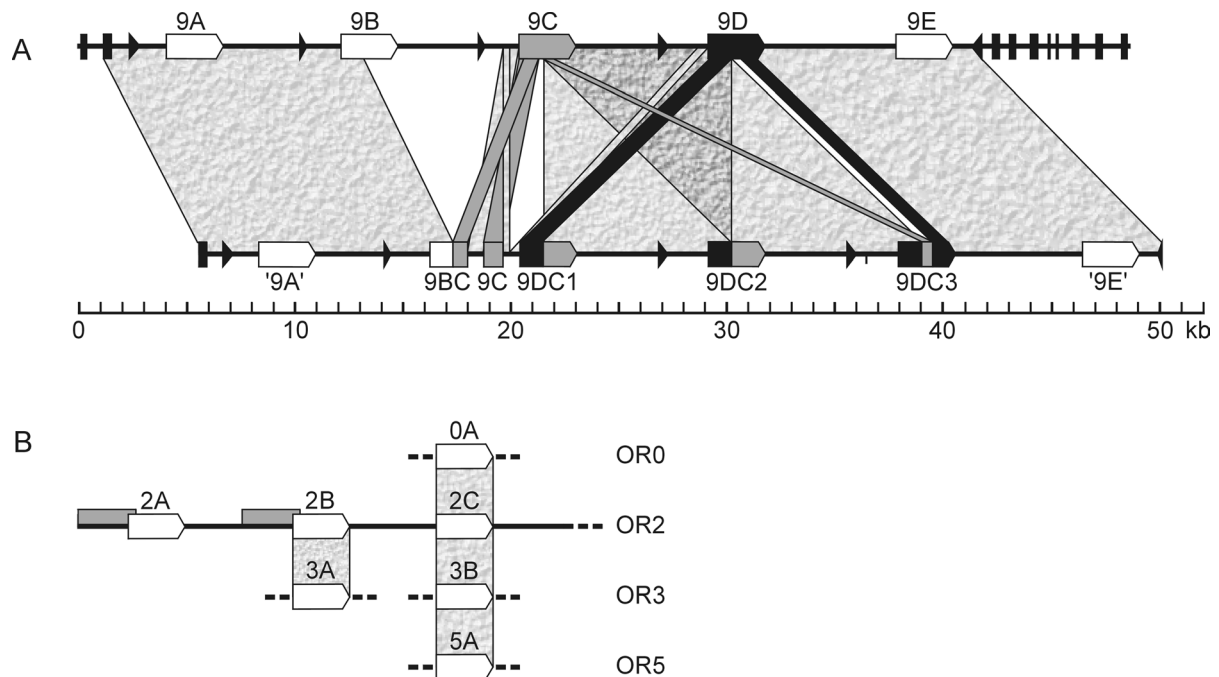 9A 9B 9C 9D 9E
A
'9A' 9BC 9C 9DC1 9DC2 9DC3 '9E'
0 10 20 30 40 50 kb
B
0A OR0
2A 2B 2C OR2
3A 3B OR3
5A OR5